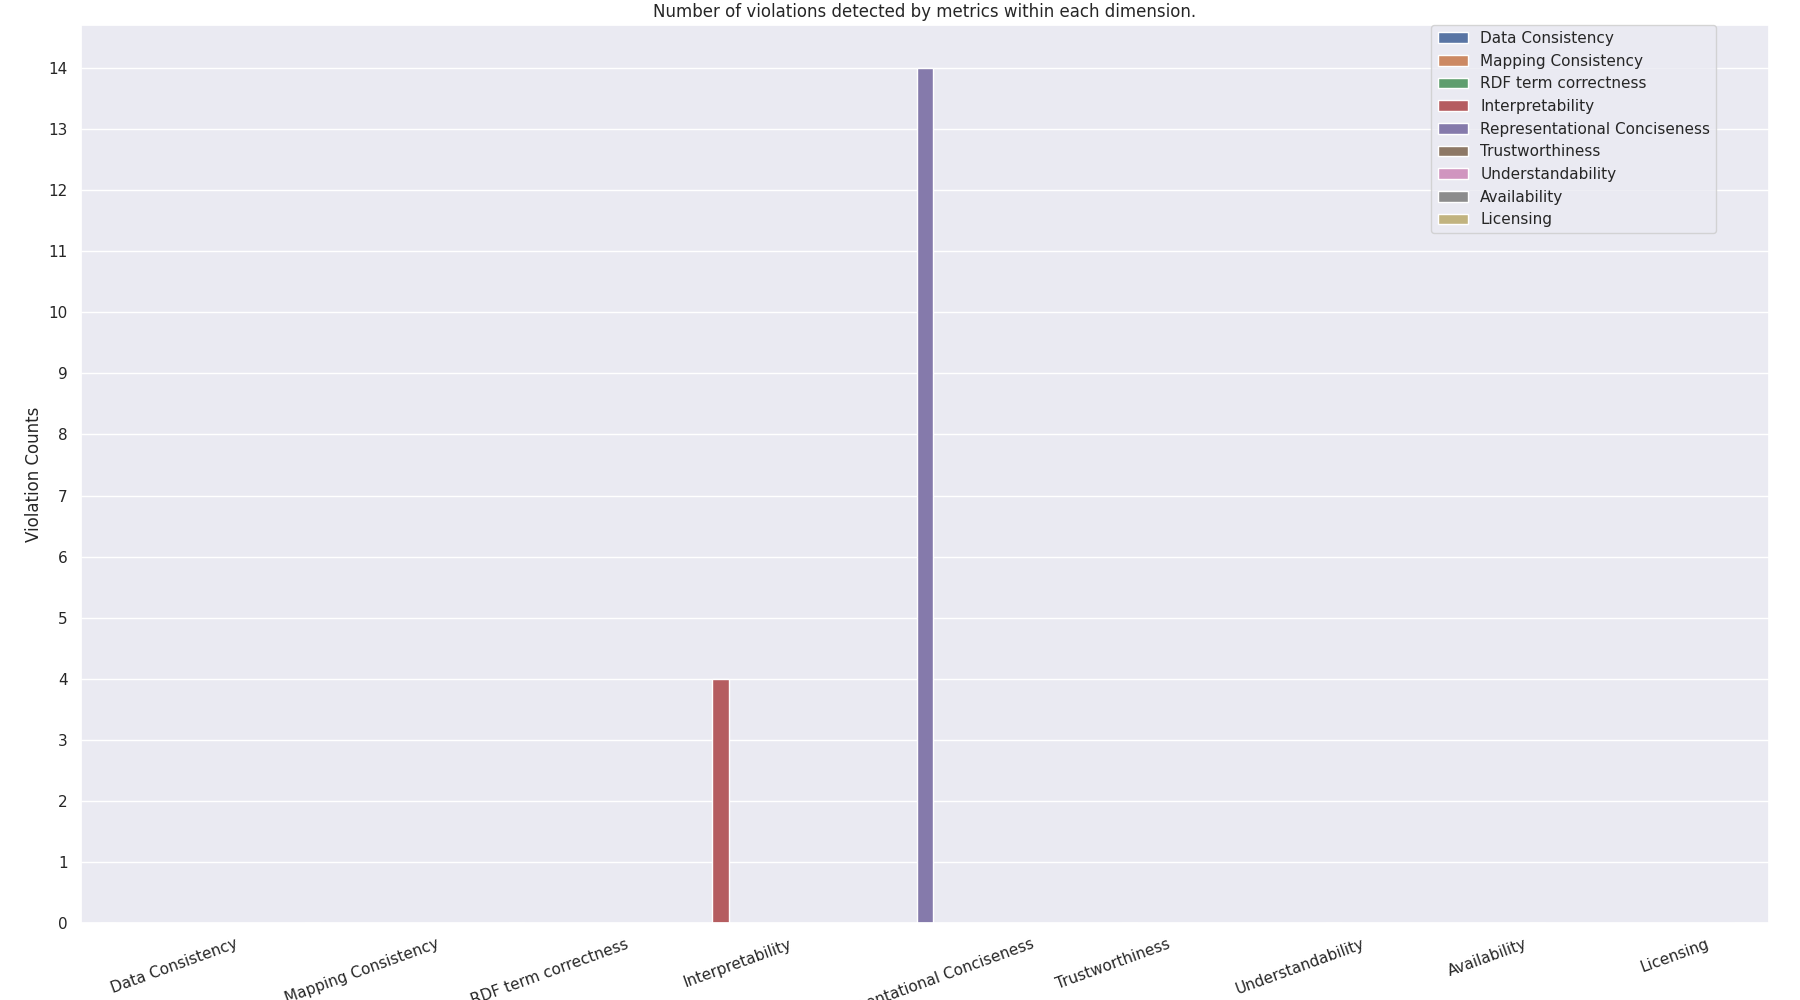 Number of violations detected by metrics within each dimension.
Data Consistency
Mapping Consistency
RDF term correctness
Interpretability
Representational Conciseness
Trustworthiness
Understandability
Availability
Licensing
Violation Counts
14
13
12
11
10
9
8
7
6
5
4
3
2
1
0
Data Consistency
Mapping Consistency
RDF term correctness
Interpretability
entational Conciseness
Trustworthiness
Understandability
Availability
Licensing